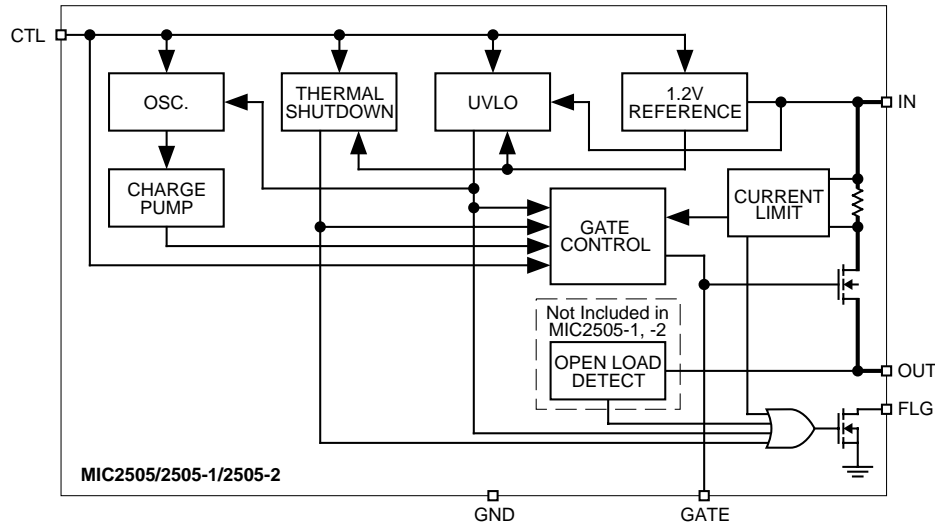 CTL
OSC.
THERMAL
SHUTDOWN
UVLO
1.2V
REFERENCE
IN
CHARGE
PUMP
GATE
CONTROL
CURRENT
LIMIT
Not Included in
MIC2505-1, -2
OPEN LOAD
DETECT
OUT
FLG
MIC2505/2505-1/2505-2
GND
GATE